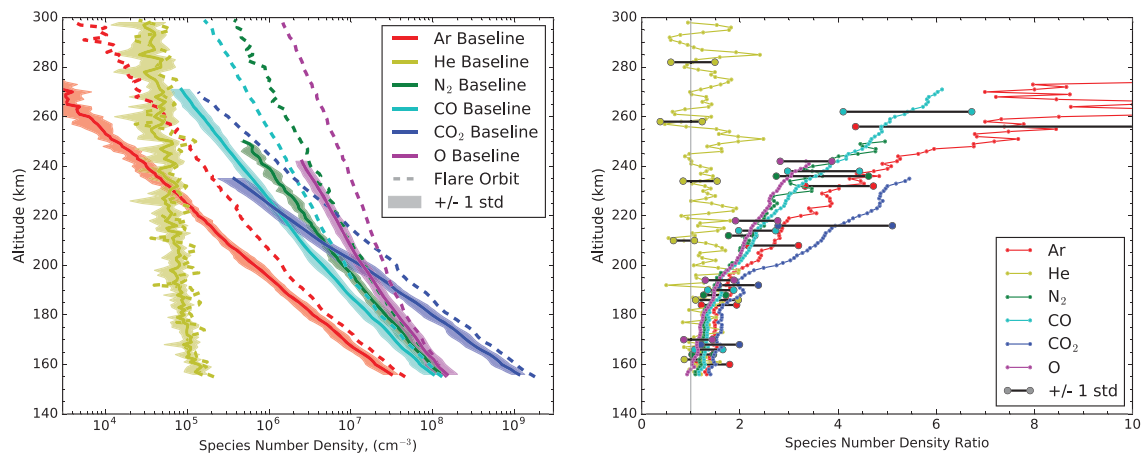 300
280
260
240
220
200
180
160
140
Altitude (km)
10⁴
10⁵
10⁶
10⁷
10⁸
10⁹
Species Number Density, (cm⁻³)
Ar Baseline
He Baseline
N₂ Baseline
CO Baseline
CO₂ Baseline
O Baseline
Flare Orbit
+/- 1 std
300
280
260
240
220
200
180
160
140
Altitude (km)
0
2
4
6
8
10
Species Number Density Ratio
Ar
He
N₂
CO
CO₂
O
+/- 1 std